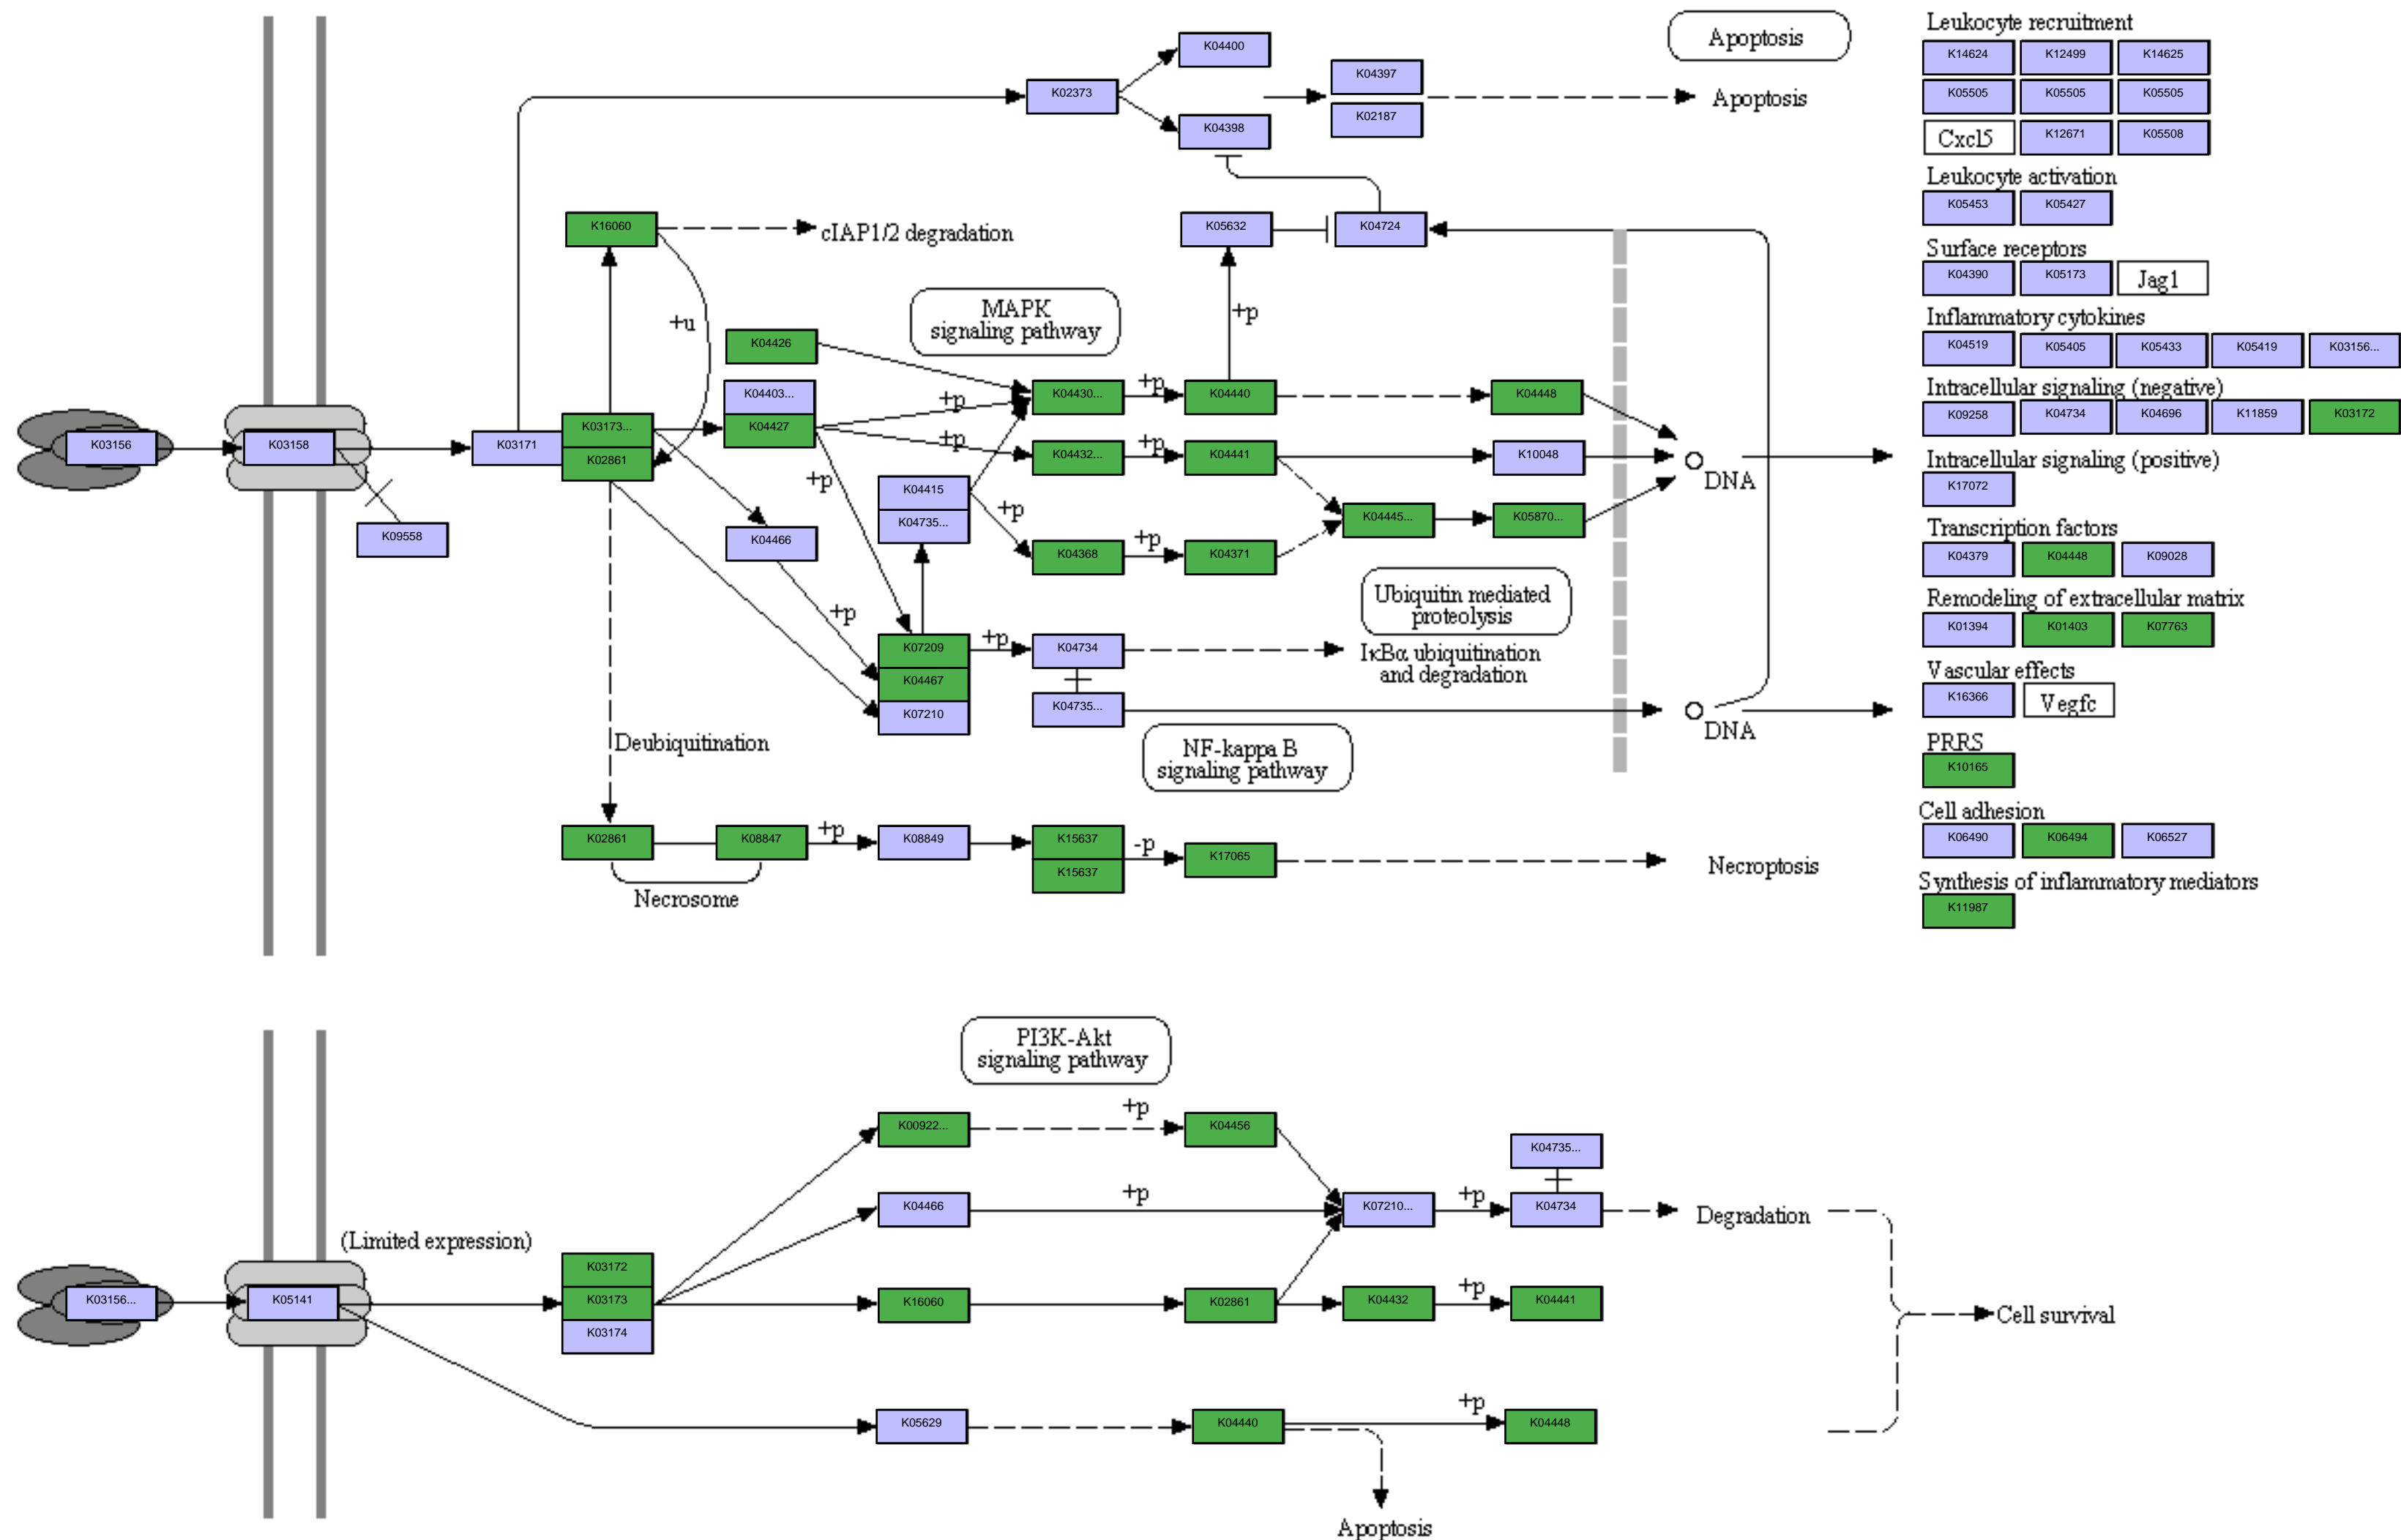 K04400
K04397
K02373
K04398
K02187
Apoptosis
Apoptosis
K16060
cIAP1/2 degradation
K05632
K04724
+u
MAPK
signaling pathway
+p
K04426
K04403...
K04427
+p
K04430...
+p
K04440
K04448
K03156
K03158
K03171
K03173...
K02861
+p
K04432...
+p
K04441
K10048
DNA
K09558
+p
K04415
K04735...
+p
K04445...
K05870...
K04466
K04368
+p
K04371
+p
Ubiquitin mediated
proteolysis
K07209
K04467
K07210
+p
K04734
IκBα ubiquitination
and degradation
K04735...
DNA
Deubiquitination
NF-kappa B
signaling pathway
K02861
K08847
+p
K08849
K15637
K15637
-p
K17065
Necroptosis
Necrosome
Leukocyte recruitment
K14624 K12499 K14625
K05505 K05505 K05505
Cxcl5 K12671 K05508
Leukocyte activation
K05453 K05427
Surface receptors
K04390 K05173 Jag1
Inflammatory cytokines
K04519 K05405 K05433 K05419 K03156...
Intracellular signaling (negative)
K09258 K04734 K04696 K11859 K03172
Intracellular signaling (positive)
K17072
Transcription factors
K04379 K04448 K09028
Remodeling of extracellular matrix
K01394 K01403 K07763
Vascular effects
K16366 Vegfc
PRRS
K10165
Cell adhesion
K06490 K06494 K06527
Synthesis of inflammatory mediators
K11987
PI3K-Akt
signaling pathway
K00922...
+p
K04456
K04735...
K04466
+p
K07210...
+p
K04734
Degradation
(Limited expression)
K03156...
K05141
K03172
K03173
K03174
K16060
K02861
K04432
+p
K04441
Cell survival
K05629
K04440
+p
K04448
Apoptosis